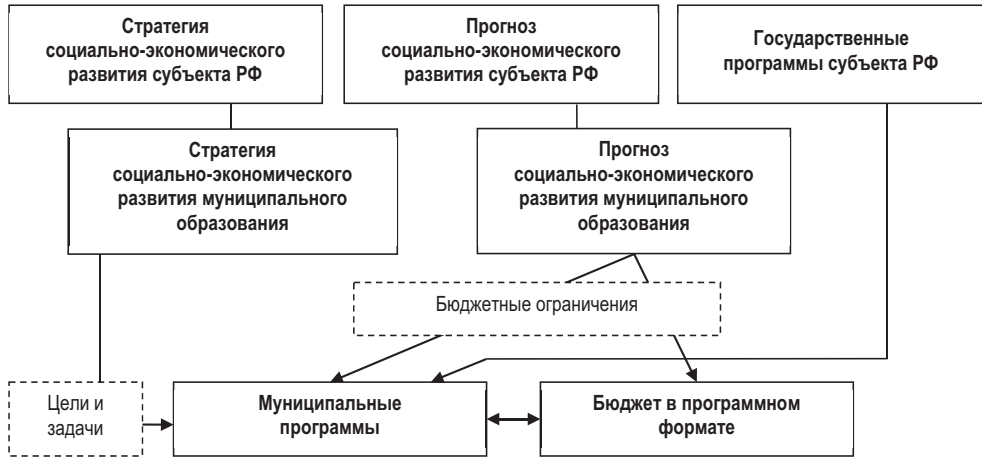 Стратегия
социально-экономического
развития субъекта РФ
Прогноз
социально-экономического
развития субъекта РФ
Государственные
программы субъекта РФ
Стратегия
социально-экономического
развития муниципального
образования
Прогноз
социально-экономического
развития муниципального
образования
Бюджетные ограничения
Цели и
задачи
Муниципальные
программы
Бюджет в программном
формате